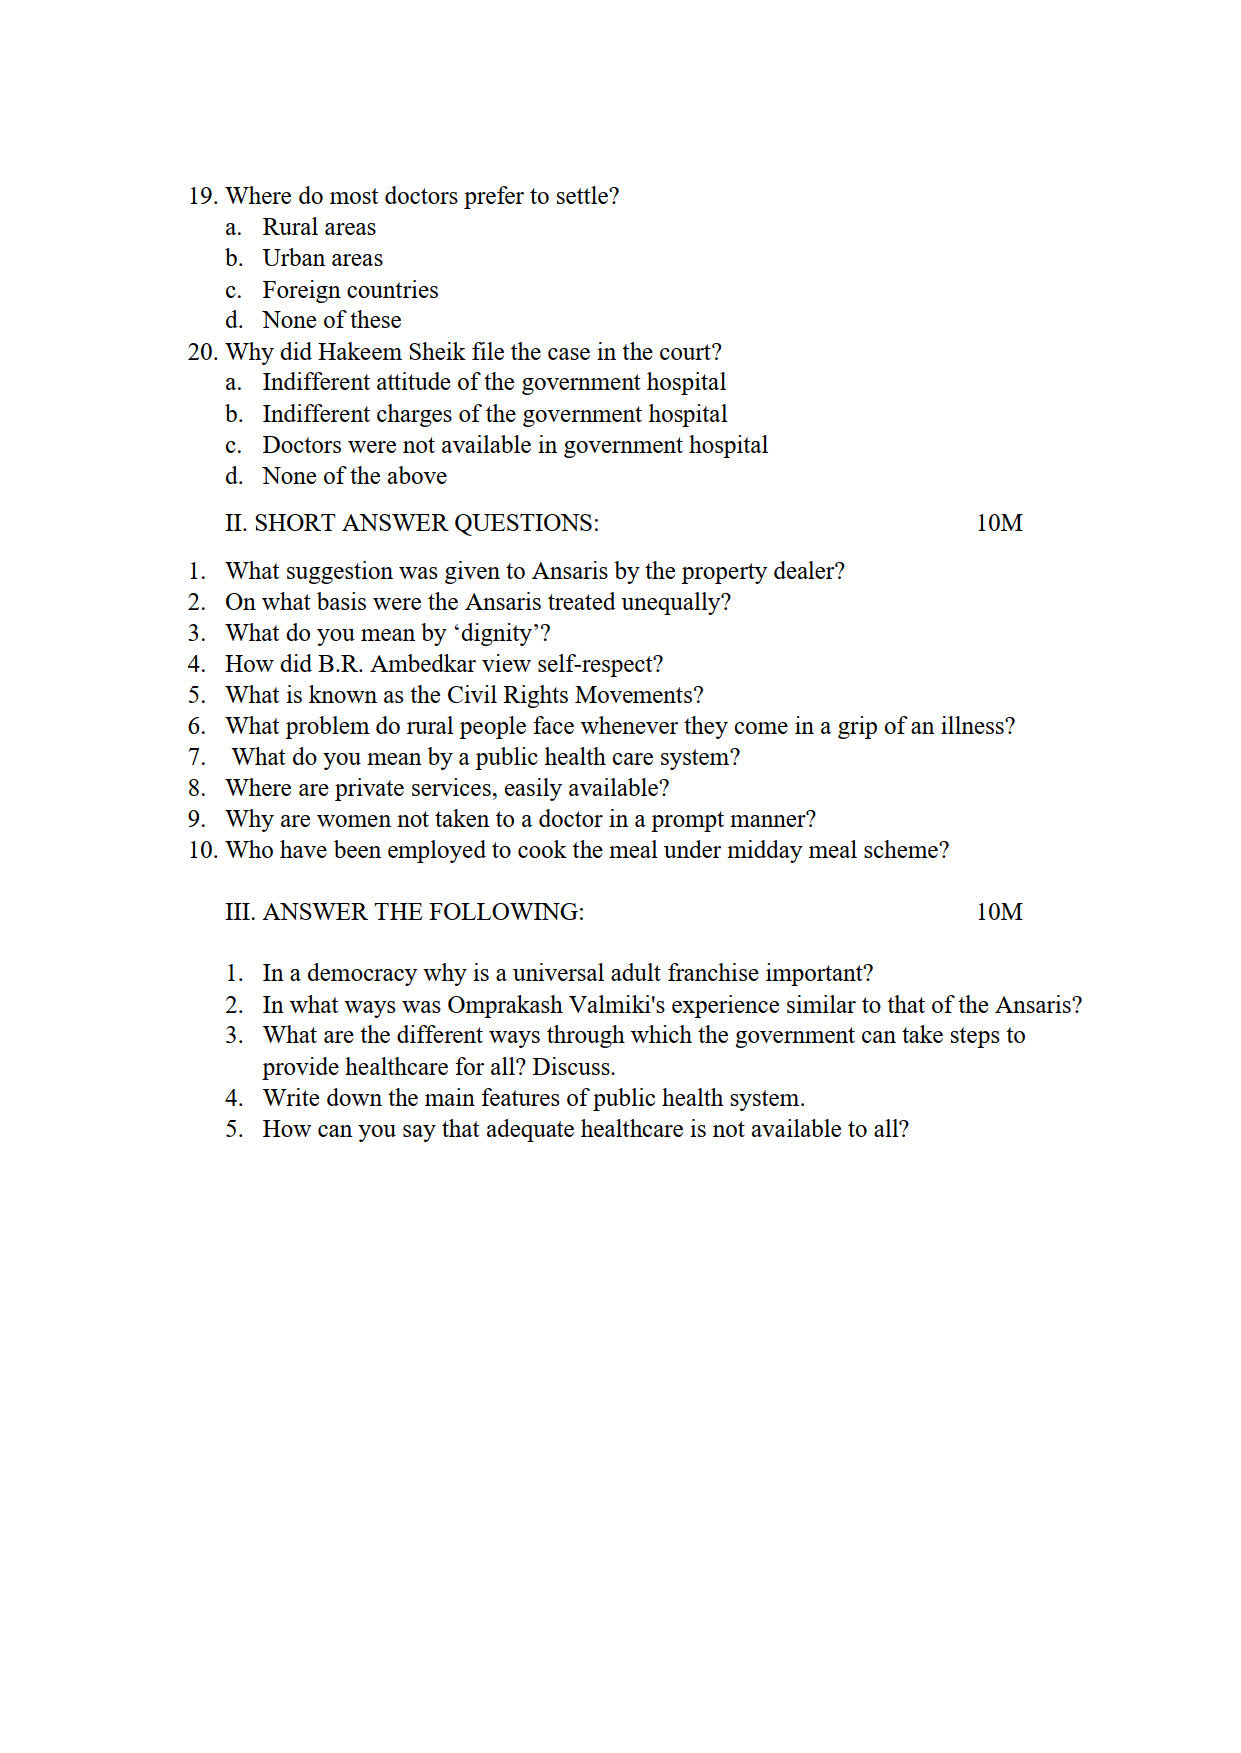 19. Where do most doctors prefer to settle?
a. Rural areas
b. Urban areas
c. Foreign countries
d. None of these
20. Why did Hakeem Sheik file the case in the court?
a. Indifferent attitude of the government hospital
b. Indifferent charges of the government hospital
c. Doctors were not available in government hospital
d. None of the above
II. SHORT ANSWER QUESTIONS: 10M
1. What suggestion was given to Ansaris by the property dealer?
2. On what basis were the Ansaris treated unequally?
3. What do you mean by ‘dignity’?
4. How did B.R. Ambedkar view self-respect?
5. What is known as the Civil Rights Movements?
6. What problem do rural people face whenever they come in a grip of an illness?
7. What do you mean by a public health care system?
8. Where are private services, easily available?
9. Why are women not taken to a doctor in a prompt manner?
10. Who have been employed to cook the meal under midday meal scheme?
III. ANSWER THE FOLLOWING: 10M
1. In a democracy why is a universal adult franchise important?
2. In what ways was Omprakash Valmiki's experience similar to that of the Ansaris?
3. What are the different ways through which the government can take steps to
provide healthcare for all? Discuss.
4. Write down the main features of public health system.
5. How can you say that adequate healthcare is not available to all?